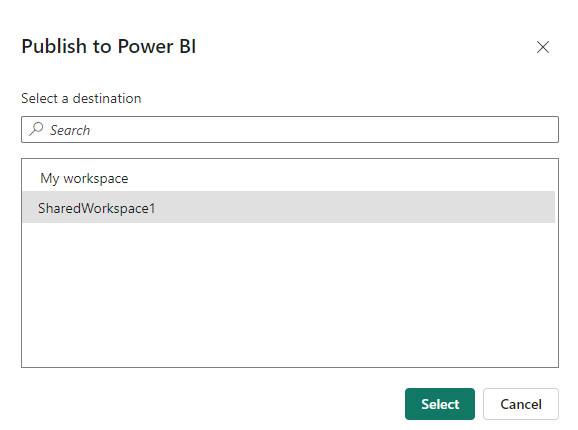 Publish to Power BI
Select a destination
Search
My workspace
SharedWorkspace1
Select
Cancel